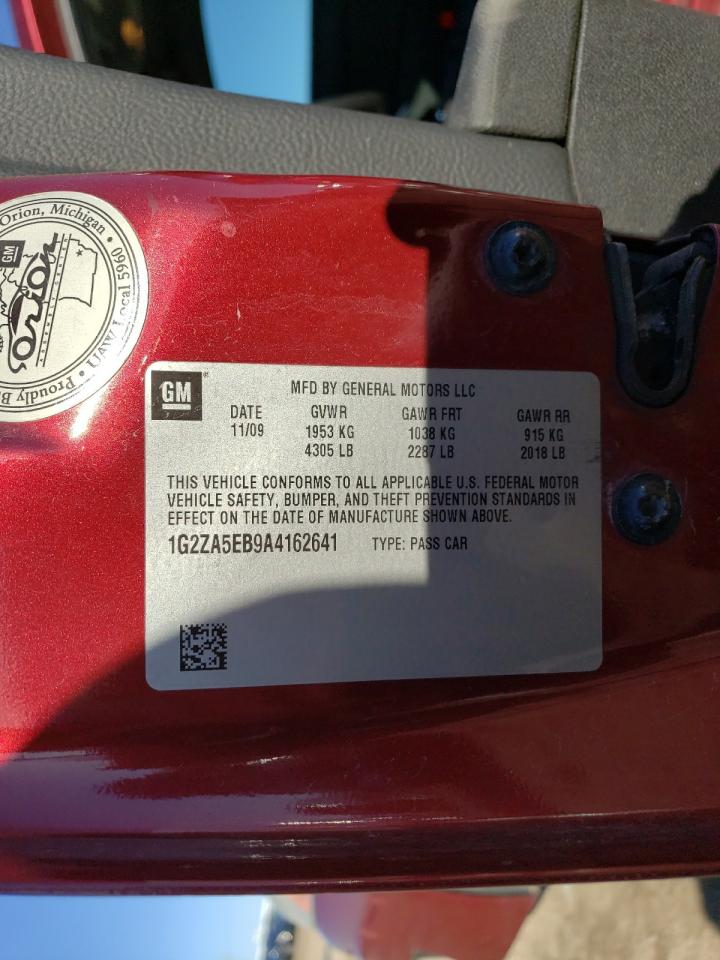 Orion, Michigan •
GM
Orion
UAW Local 5960
• Proudly B
GM
MFD BY GENERAL MOTORS LLC
DATE GVWR GAWR FRT GAWR RR
11/09 1953 KG 1038 KG 915 KG
4305 LB 2287 LB 2018 LB
THIS VEHICLE CONFORMS TO ALL APPLICABLE U.S. FEDERAL MOTOR
VEHICLE SAFETY, BUMPER, AND THEFT PREVENTION STANDARDS IN
EFFECT ON THE DATE OF MANUFACTURE SHOWN ABOVE.
1G2ZA5EB9A4162641 TYPE: PASS CAR